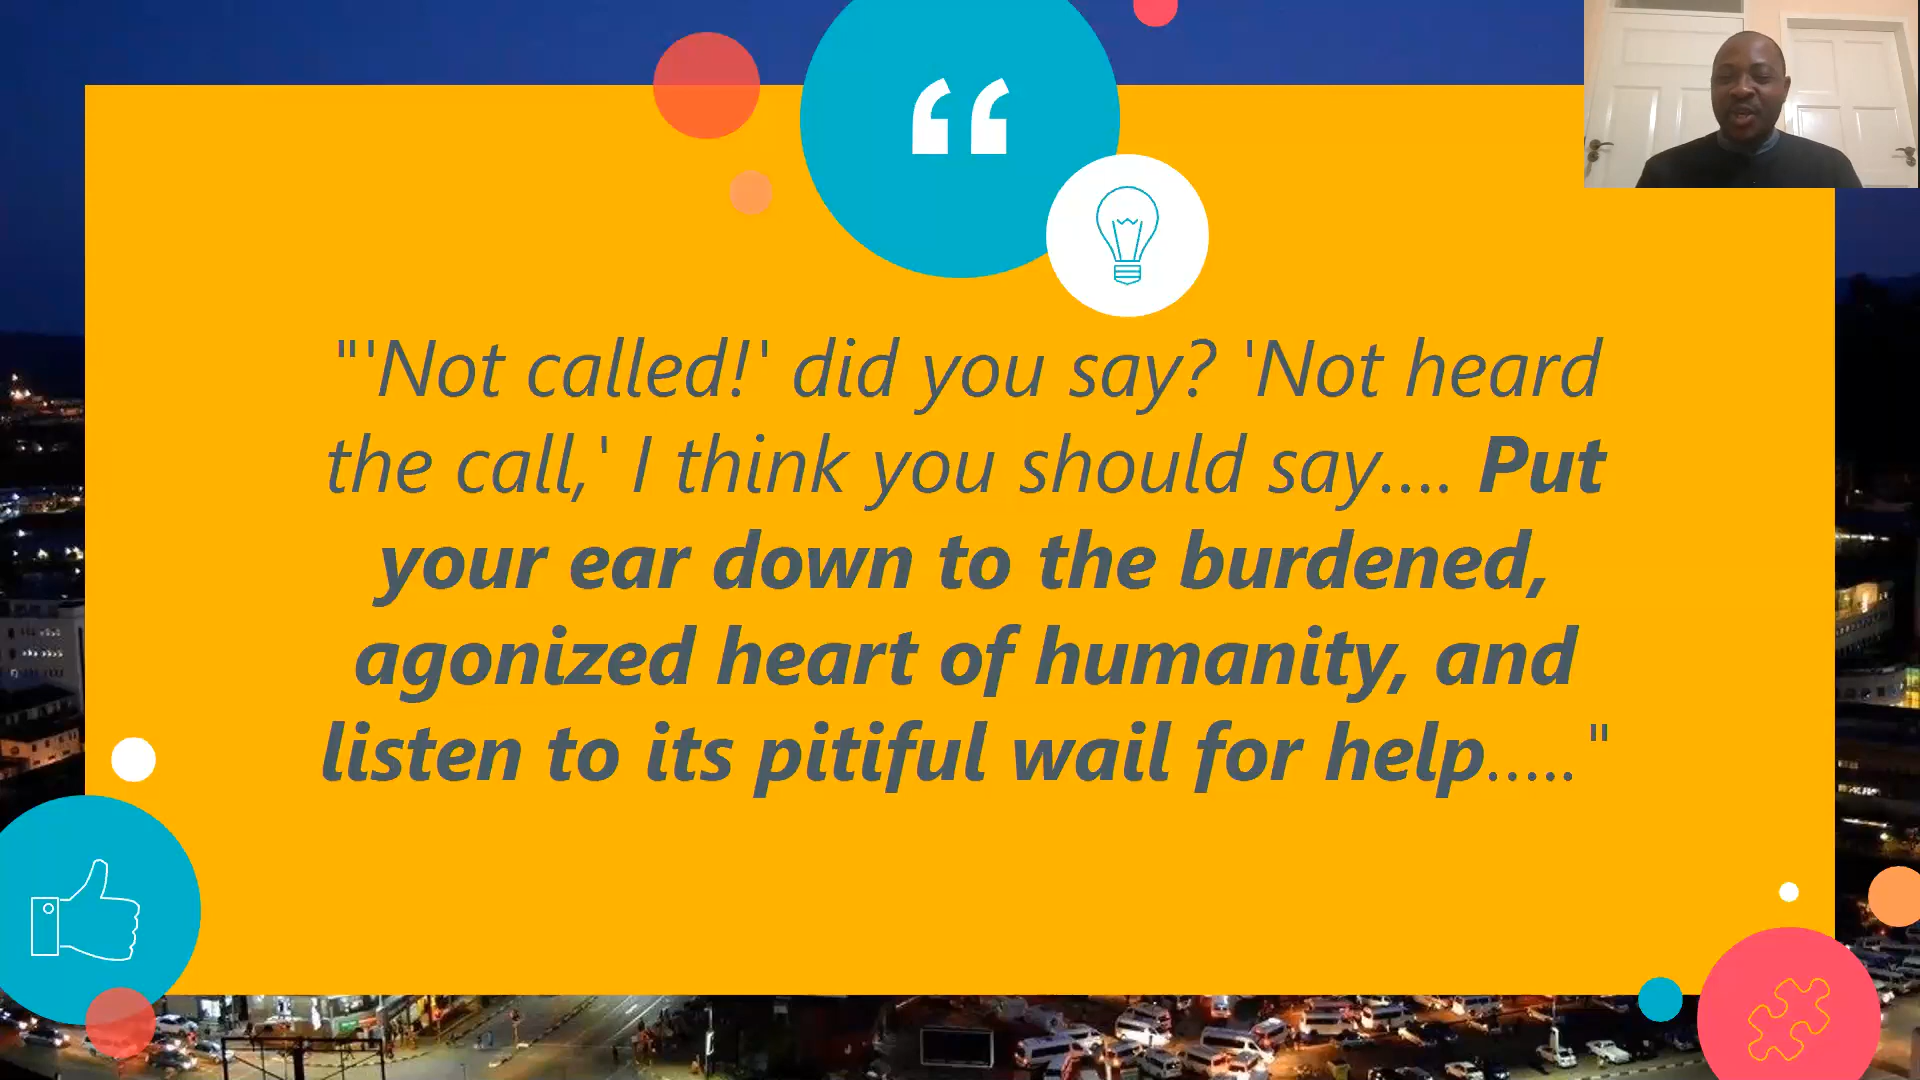 "'Not called!' did you say? 'Not heard
the call,' I think you should say.... Put
your ear down to the burdened,
agonized heart of humanity, and
listen to its pitiful wail for help….. "